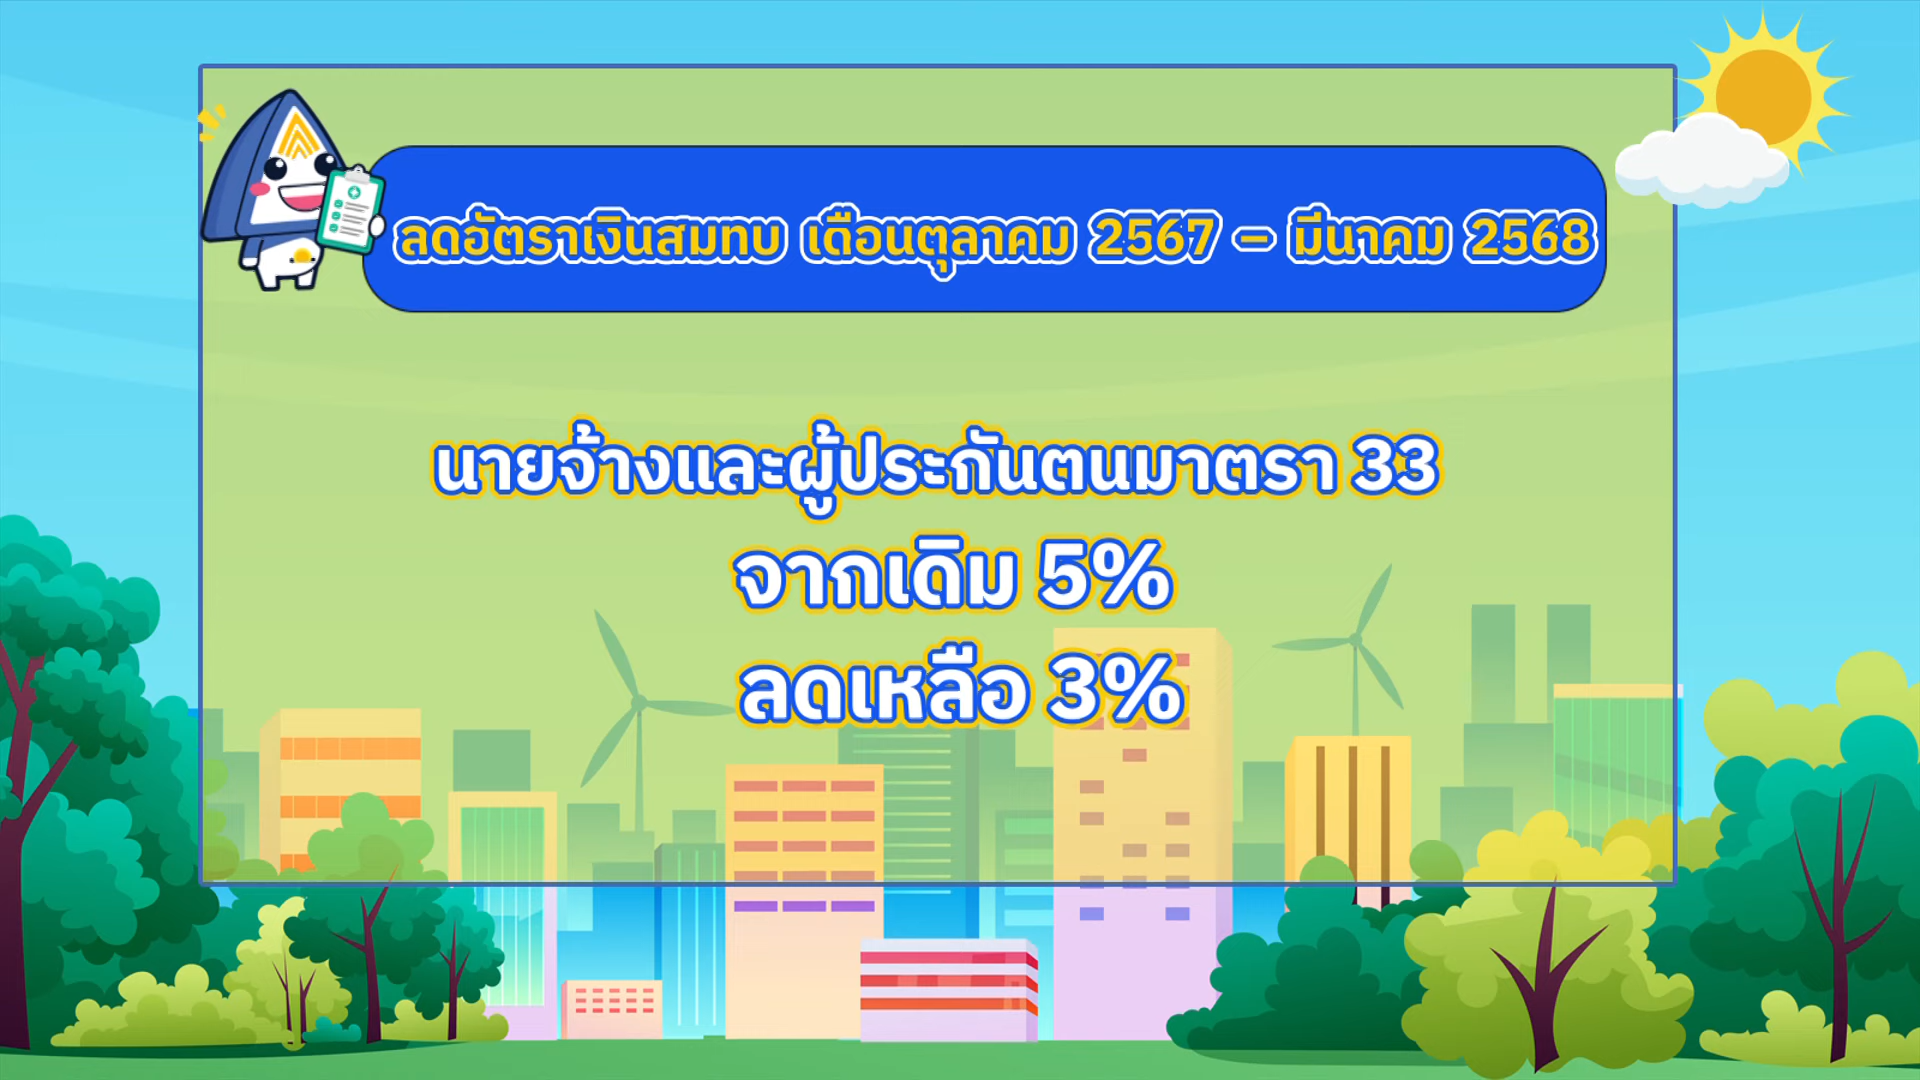 ลดอัตราเงินสมทบ เดือนตุลาคม 2567 – มีนาคม 2568
นายจ้างและผู้ประกันตนมาตรา 33
จากเดิม 5%
ลดเหลือ 3%